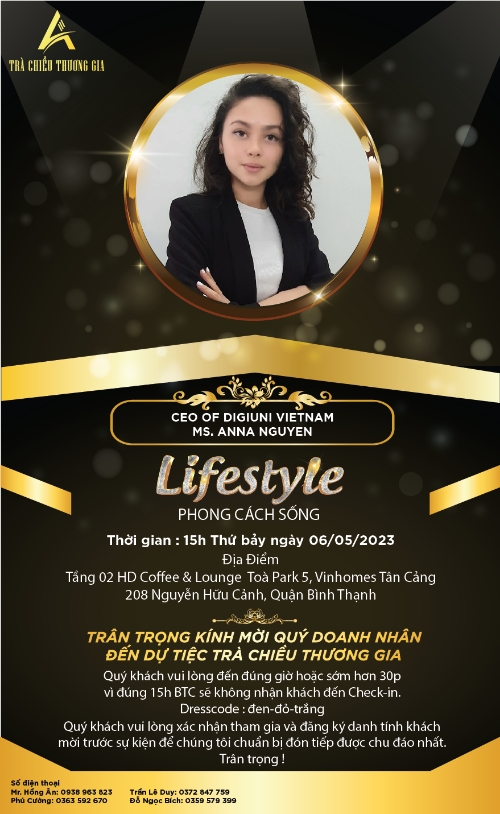 TRÀ CHIỀU THƯƠNG GIA
CEO OF DIGIUNI VIETNAM
MS. ANNA NGUYEN
Lifestyle
PHONG CÁCH SỐNG
Thời gian : 15h Thứ bảy ngày 06/05/2023
Địa Điểm
Tầng 02 HD Coffee & Lounge Toà Park 5, Vinhomes Tân Cảng
208 Nguyễn Hữu Cảnh, Quận Bình Thạnh
TRÂN TRỌNG KÍNH MỜI QUÝ DOANH NHÂN
ĐẾN DỰ TIỆC TRÀ CHIỀU THƯƠNG GIA
Quý khách vui lòng đến đúng giờ hoặc sớm hơn 30p
vì đúng 15h BTC sẽ không nhận khách đến Check-in.
Dresscode : đen-đỏ-trắng
Quý khách vui lòng xác nhận tham gia và đăng ký danh tính khách
mời trước sự kiện để chúng tôi chuẩn bị đón tiếp được chu đáo nhất.
Trân trọng !
Số điện thoại
Mr. Hồng Ân: 0938 963 823 Trần Lê Duy: 0372 847 759
Phú Cường: 0363 592 670 Đỗ Ngọc Bích: 0359 579 399